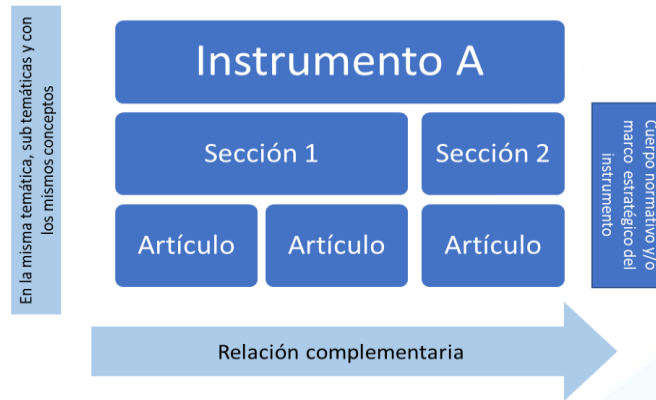 En la misma temática, sub temáticas y con
los mismos conceptos
Instrumento A
Sección 1
Sección 2
Artículo
Artículo
Artículo
Cuerpo normativo y/o
marco estratégico del
instrumento
Relación complementaria